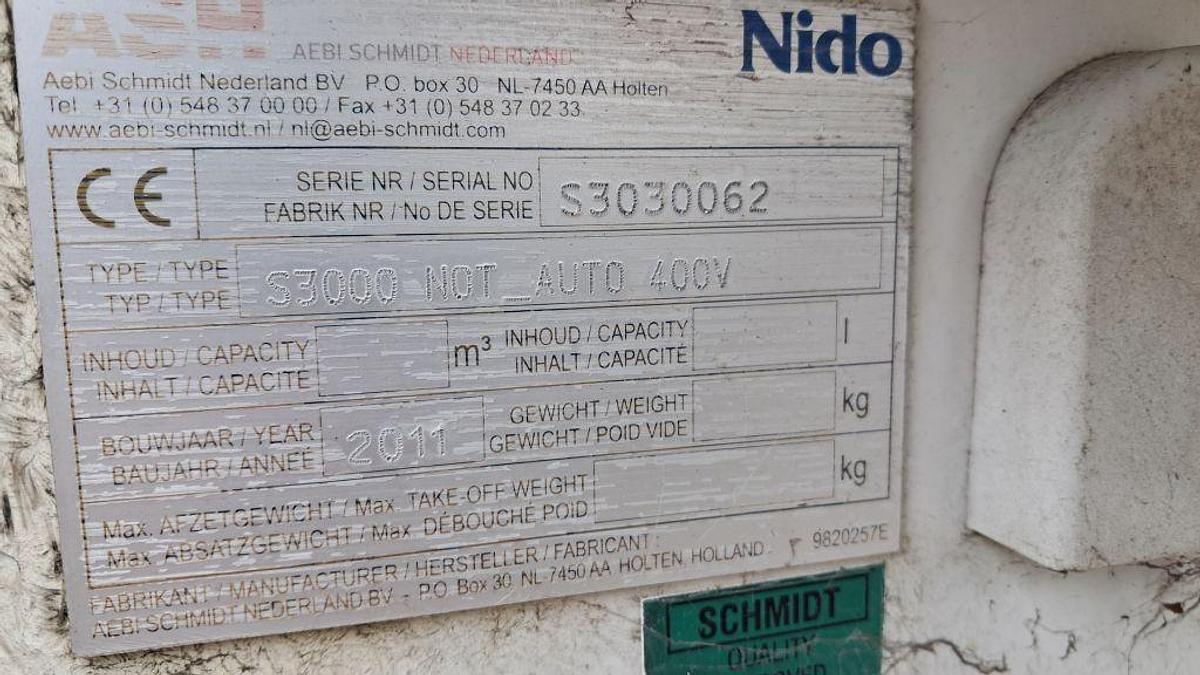 ASH
Nido
AEBI SCHMIDT NEDERLAND
Aebi Schmidt Nederland BV P.O. box 30 NL-7450 AA Holten
Tel. +31 (0) 548 37 00 00 / Fax +31 (0) 548 37 02 33
www.aebi-schmidt.nl / nl@aebi-schmidt.com
CE
SERIE NR / SERIAL NO
FABRIK NR / No DE SERIE
S3030062
TYPE / TYPE
TYP / TYPE
S3000 NOT_AUTO 400V
INHOUD / CAPACITY
INHALT / CAPACITÉ
m³
INHOUD / CAPACITY
INHALT / CAPACITÉ
l
BOUWJAAR / YEAR
BAUJAHR / ANNEÉ
2011
GEWICHT / WEIGHT
GEWICHT / POID VIDE
kg
Max. AFZETGEWICHT / Max. TAKE-OFF WEIGHT
Max. ABSATZGEWICHT / Max. DÉBOUCHÉ POID
kg
FABRIKANT / MANUFACTURER / HERSTELLER / FABRICANT:
AEBI SCHMIDT NEDERLAND BV - P.O. Box 30 NL-7450 AA HOLTEN, HOLLAND.
9820257E
SCHMIDT
QUALITY